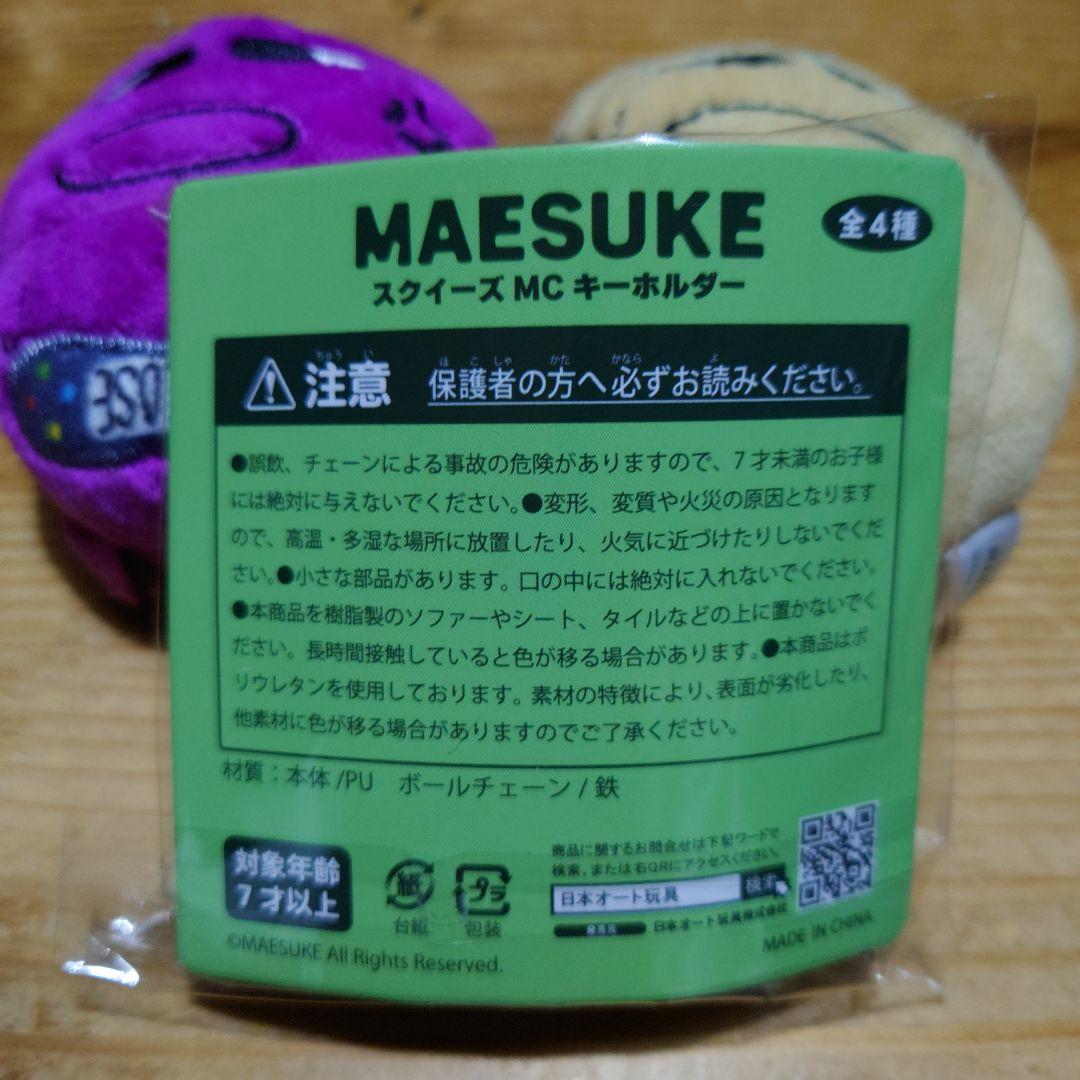 MAESUKE
全4種
スクイーズ MC キーホルダー
注意 保護者の方へ必ずお読みください。
●誤飲、チェーンによる事故の危険がありますので、7才未満のお子様
には絶対に与えないでください。●変形、変質や火災の原因となります
ので、高温・多湿な場所に放置したり、火気に近づけたりしないでくだ
さい。●小さな部品があります。口の中には絶対に入れないでください。
●本商品を樹脂製のソファーやシート、タイルなどの上に置かないでく
ださい。長時間接触していると色が移る場合があります。●本商品はポ
リウレタンを使用しております。素材の特徴により、表面が劣化したり、
他素材に色が移る場合がありますのでご了承ください。
材質：本体/PU ボールチェーン/鉄
対象年齢
7才以上
紙
台紙
プラ
包装
商品に関するお問合せは下記ワードで
検索、または右QRにアクセスください。
日本オート玩具 検索
発売元 日本オート玩具株式会社
©MAESUKE All Rights Reserved.
MADE IN CHINA